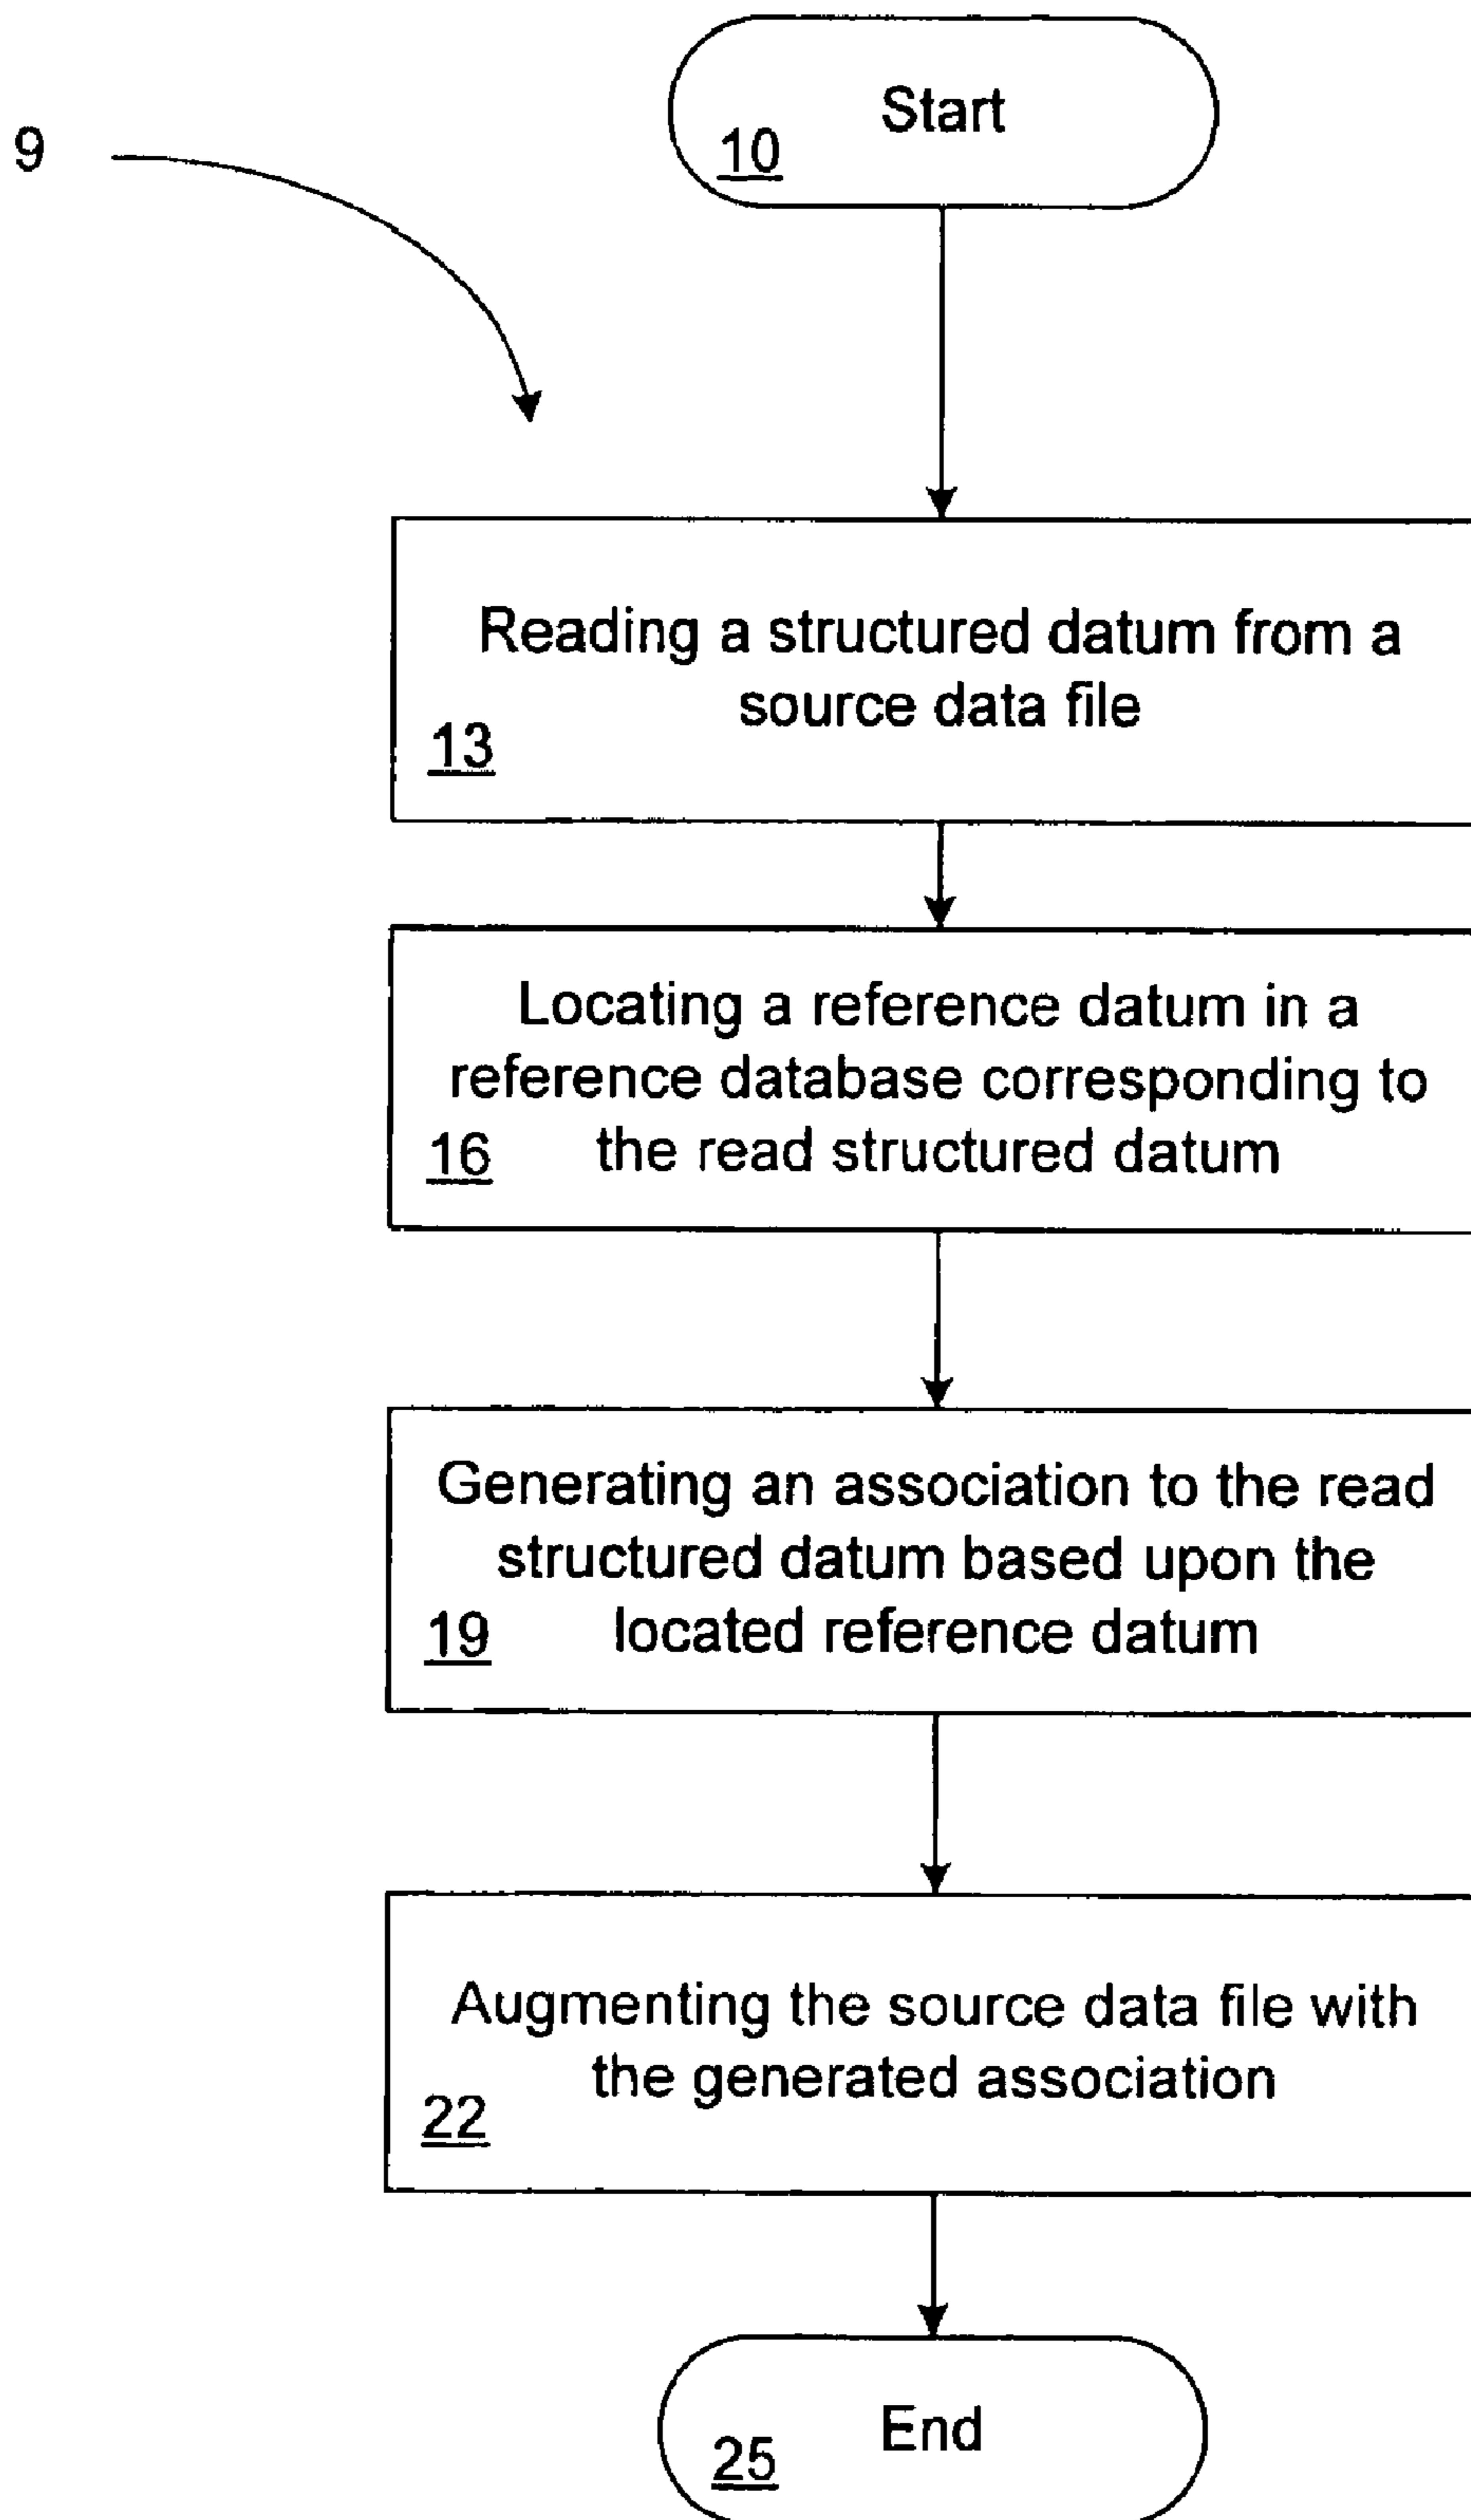 9
Start
10
Reading a structured datum from a
source data file
13
Locating a reference datum in a
reference database corresponding to
the read structured datum
16
Generating an association to the read
structured datum based upon the
located reference datum
19
Augmenting the source data file with
the generated association
22
End
25